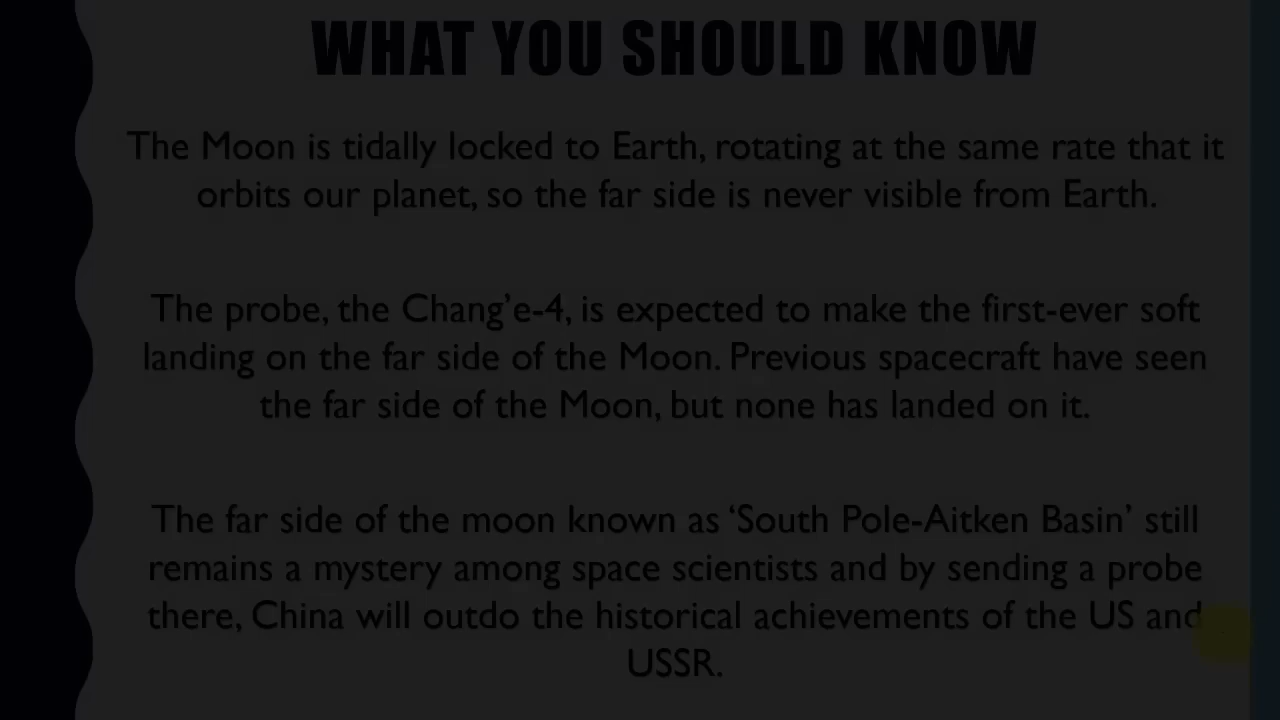 WHAT YOU SHOULD KNOW
The Moon is tidally locked to Earth, rotating at the same rate that it
orbits our planet, so the far side is never visible from Earth.
The probe, the Chang’e-4, is expected to make the first-ever soft
landing on the far side of the Moon. Previous spacecraft have seen
the far side of the Moon, but none has landed on it.
The far side of the moon known as ‘South Pole-Aitken Basin’ still
remains a mystery among space scientists and by sending a probe
there, China will outdo the historical achievements of the US and
USSR.